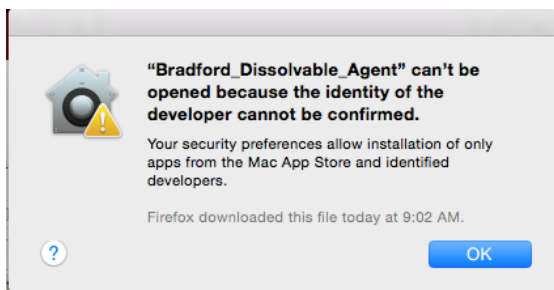 “Bradford_Dissolvable_Agent” can’t be
opened because the identity of the
developer cannot be confirmed.
Your security preferences allow installation of only
apps from the Mac App Store and identified
developers.
Firefox downloaded this file today at 9:02 AM.
?
OK